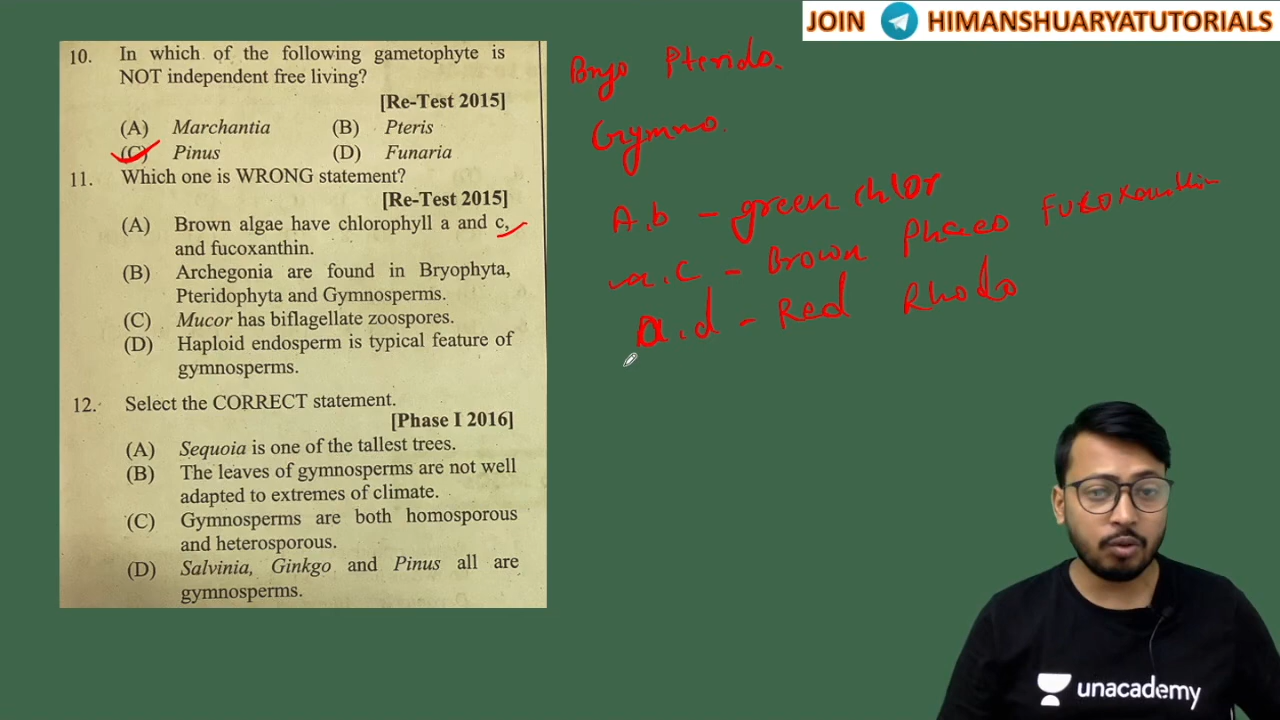 JOIN HIMANSHUARYATUTORIALS
10. In which of the following gametophyte is
NOT independent free living?
[Re-Test 2015]
(A) Marchantia (B) Pteris
(C) Pinus (D) Funaria
11. Which one is WRONG statement?
[Re-Test 2015]
(A) Brown algae have chlorophyll a and c,
and fucoxanthin.
(B) Archegonia are found in Bryophyta,
Pteridophyta and Gymnosperms.
(C) Mucor has biflagellate zoospores.
(D) Haploid endosperm is typical feature of
gymnosperms.
12. Select the CORRECT statement.
[Phase I 2016]
(A) Sequoia is one of the tallest trees.
(B) The leaves of gymnosperms are not well
adapted to extremes of climate.
(C) Gymnosperms are both homosporous
and heterosporous.
(D) Salvinia, Ginkgo and Pinus all are
gymnosperms.
Bryo Pterido.
Gymno.
A.b - green chlor
a.c - Brown Phaeo Fucoxanthin
a.d - Red Rhodo
unacademy